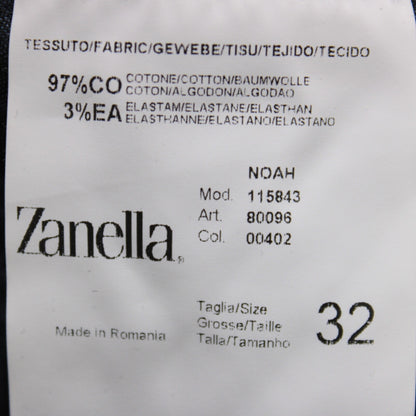 TESSUTO/FABRIC/GEWEBE/TISU/TEJIDO/TECIDO
97%CO COTONE/COTTON/BAUMWOLLE
COTON/ALGODON/ALGODAO
3%EA ELASTAM/ELASTANE/ELASTHAN
ELASTHANNE/ELASTANO/ELASTANO
NOAH
Mod. 115843
Art. 80096
Col. 00402
Zanella
Taglia/Size
Grosse/Taille
Talla/Tamanho
32
Made in Romania